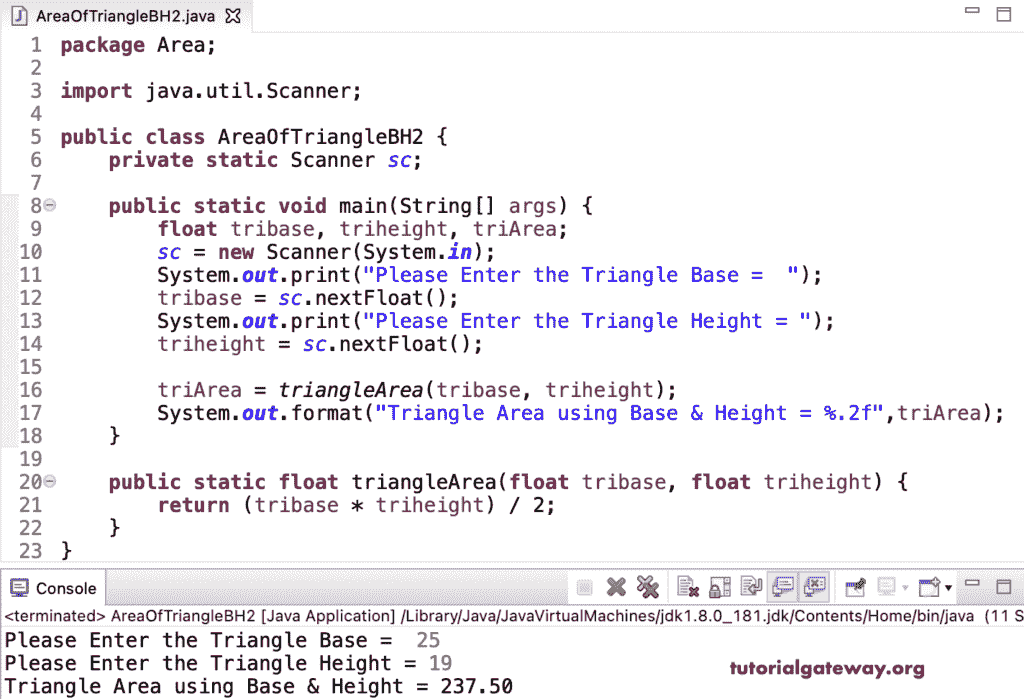 AreaOfTriangleBH2.java
1 package Area;
2
3 import java.util.Scanner;
4
5 public class AreaOfTriangleBH2 {
6     private static Scanner sc;
7
8     public static void main(String[] args) {
9         float tribase, triheight, triArea;
10         sc = new Scanner(System.in);
11         System.out.print("Please Enter the Triangle Base =  ");
12         tribase = sc.nextFloat();
13         System.out.print("Please Enter the Triangle Height = ");
14         triheight = sc.nextFloat();
15
16         triArea = triangleArea(tribase, triheight);
17         System.out.format("Triangle Area using Base & Height = %.2f",triArea);
18     }
19
20     public static float triangleArea(float tribase, float triheight) {
21         return (tribase * triheight) / 2;
22     }
23 }
Console
<terminated> AreaOfTriangleBH2 [Java Application] /Library/Java/JavaVirtualMachines/jdk1.8.0_181.jdk/Contents/Home/bin/java (11 S
Please Enter the Triangle Base =  25
Please Enter the Triangle Height = 19
Triangle Area using Base & Height = 237.50
tutorialgateway.org